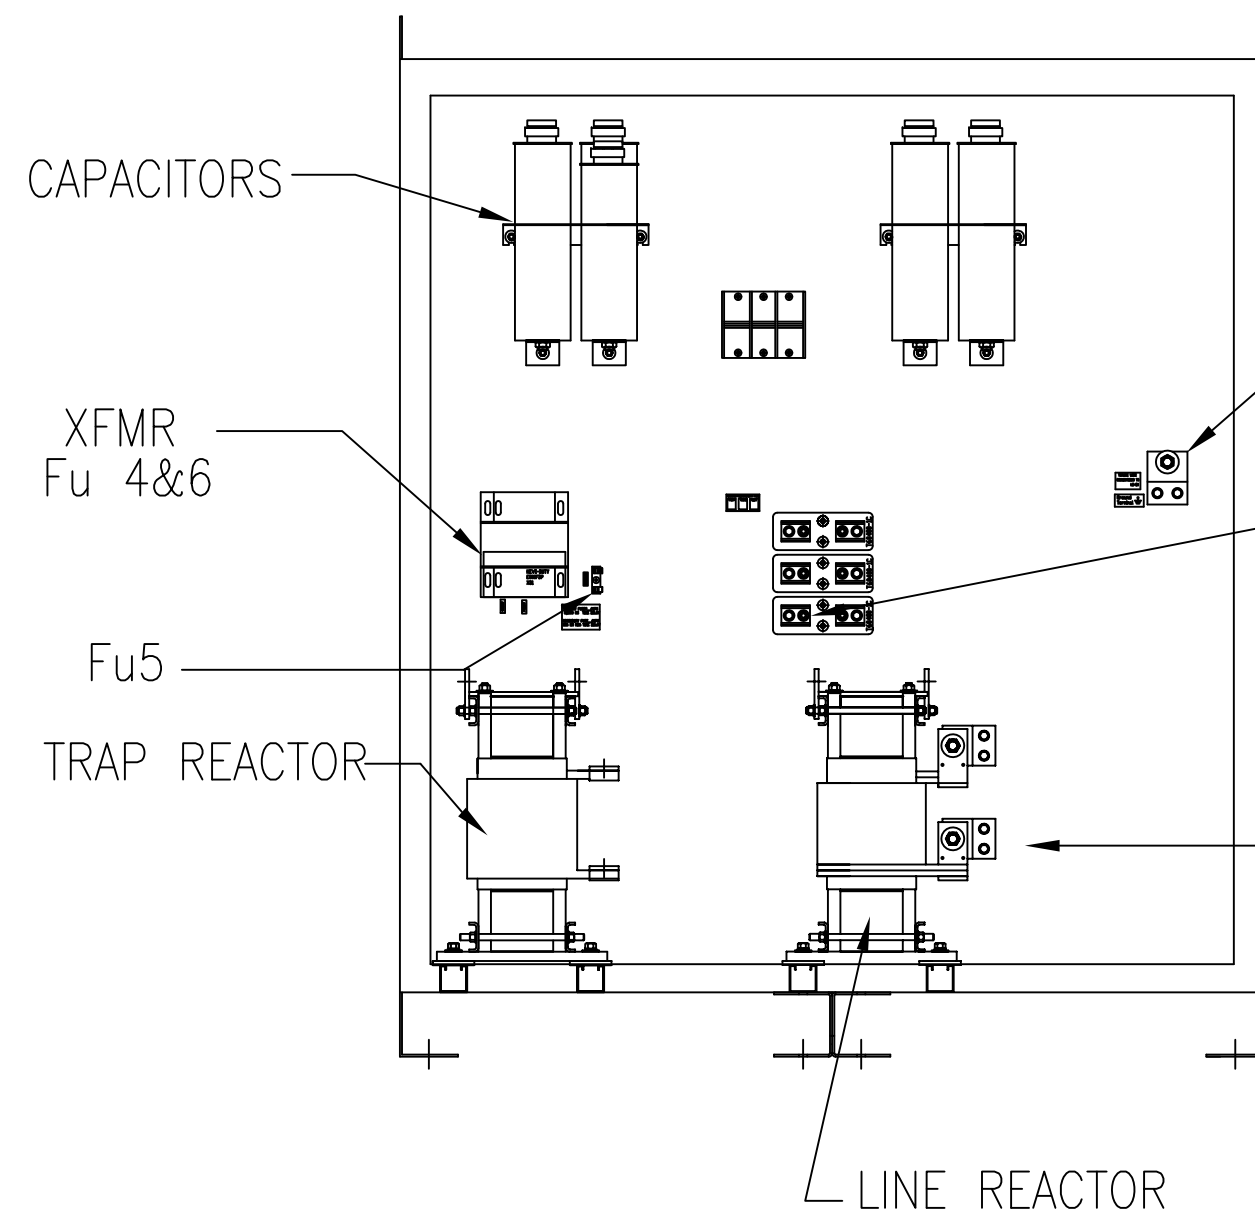 CAPACITORS
XFMR
Fu 4&6
Fu5
TRAP REACTOR
LINE REACTOR